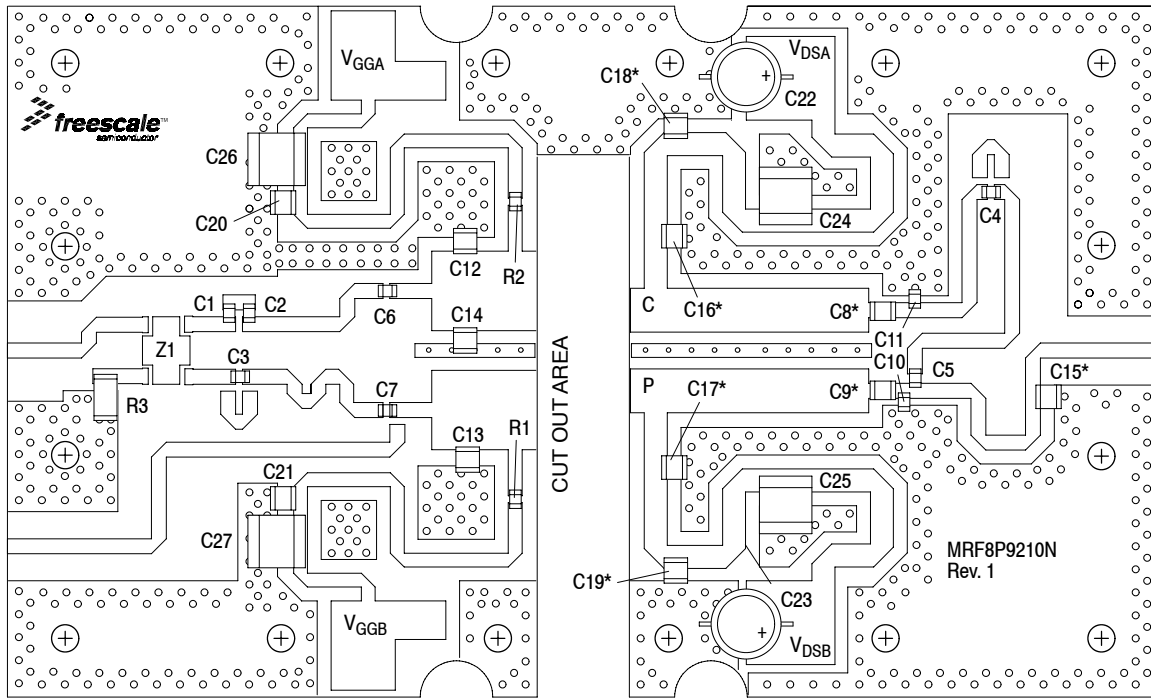 V_GGA
C18*
V_DSA
C22
freescale™
semiconductor
C26
C20
C24
C4
C12
R2
C1
C2
C6
C
C16*
C8*
C11
C14
Z1
C3
C10
C5
C15*
R3
C7
P
C17*
C9*
R1
C13
CUT OUT AREA
C21
C25
C27
MRF8P9210N
Rev. 1
C19*
C23
V_GGB
V_DSB